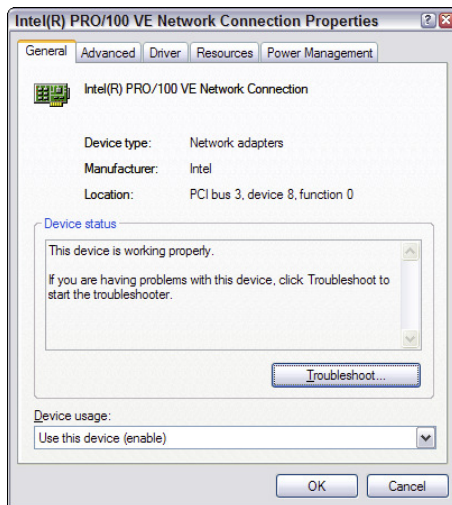 Intel(R) PRO/100 VE Network Connection Properties
General Advanced Driver Resources Power Management
Intel(R) PRO/100 VE Network Connection
Device type: Network adapters
Manufacturer: Intel
Location: PCI bus 3, device 8, function 0
Device status
This device is working properly.
If you are having problems with this device, click Troubleshoot to
start the troubleshooter.
Troubleshoot...
Device usage:
Use this device (enable)
OK Cancel